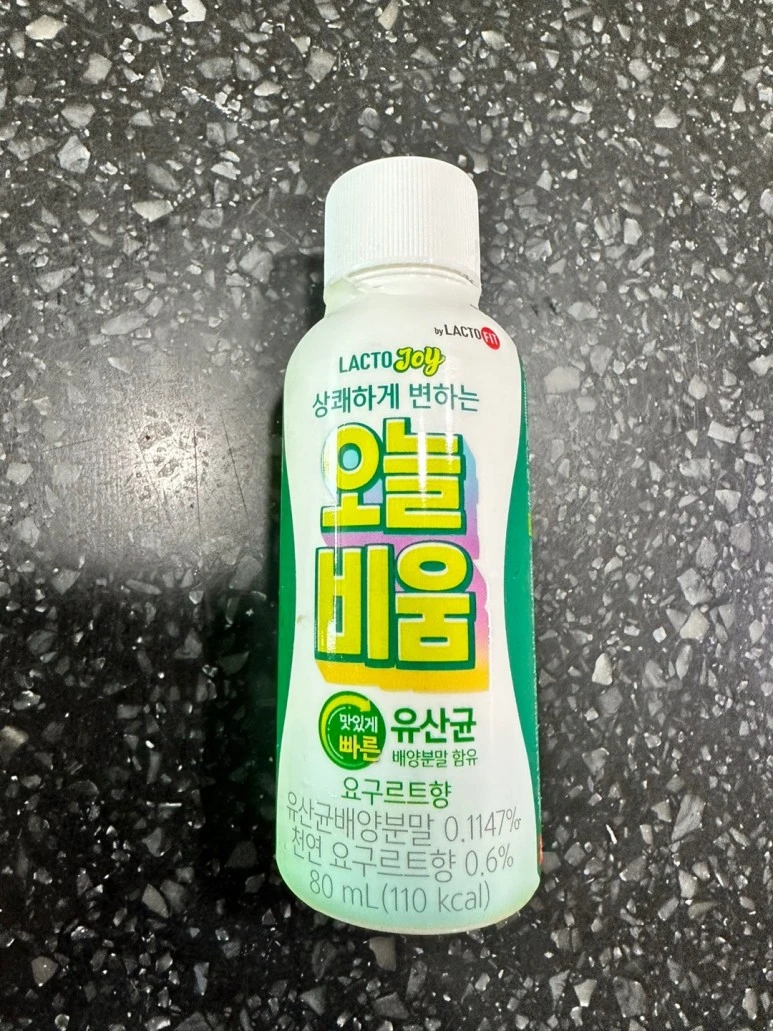 by LACTO FIT
LACTO Joy
상쾌하게 변하는
오늘
비움
맛있게
빠른
유산균
배양분말 함유
요구르트향
유산균배양분말 0.1147%
천연 요구르트향 0.6%
80 mL(110 kcal)